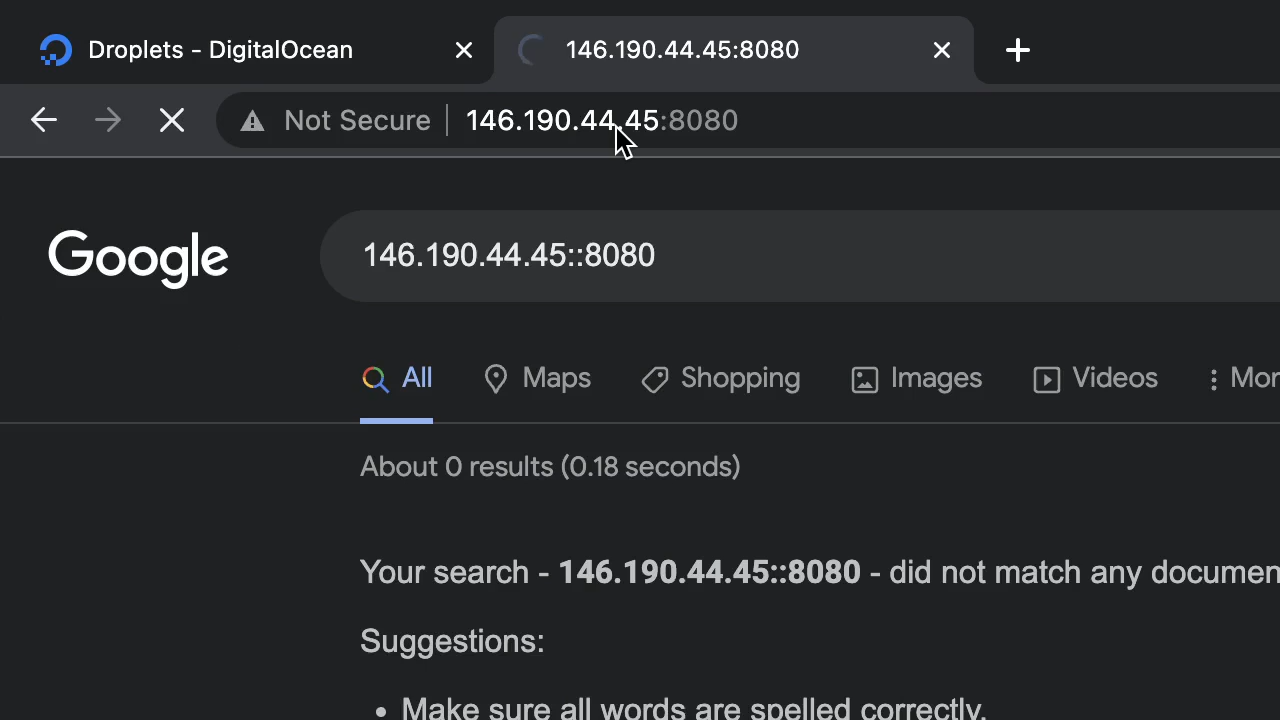 Droplets - DigitalOcean
146.190.44.45:8080
Not Secure
146.190.44.45:8080
Google
146.190.44.45::8080
All
Maps
Shopping
Images
Videos
Mor
About 0 results (0.18 seconds)
Your search - 146.190.44.45::8080 - did not match any documen
Suggestions:
• Make sure all words are spelled correctly.